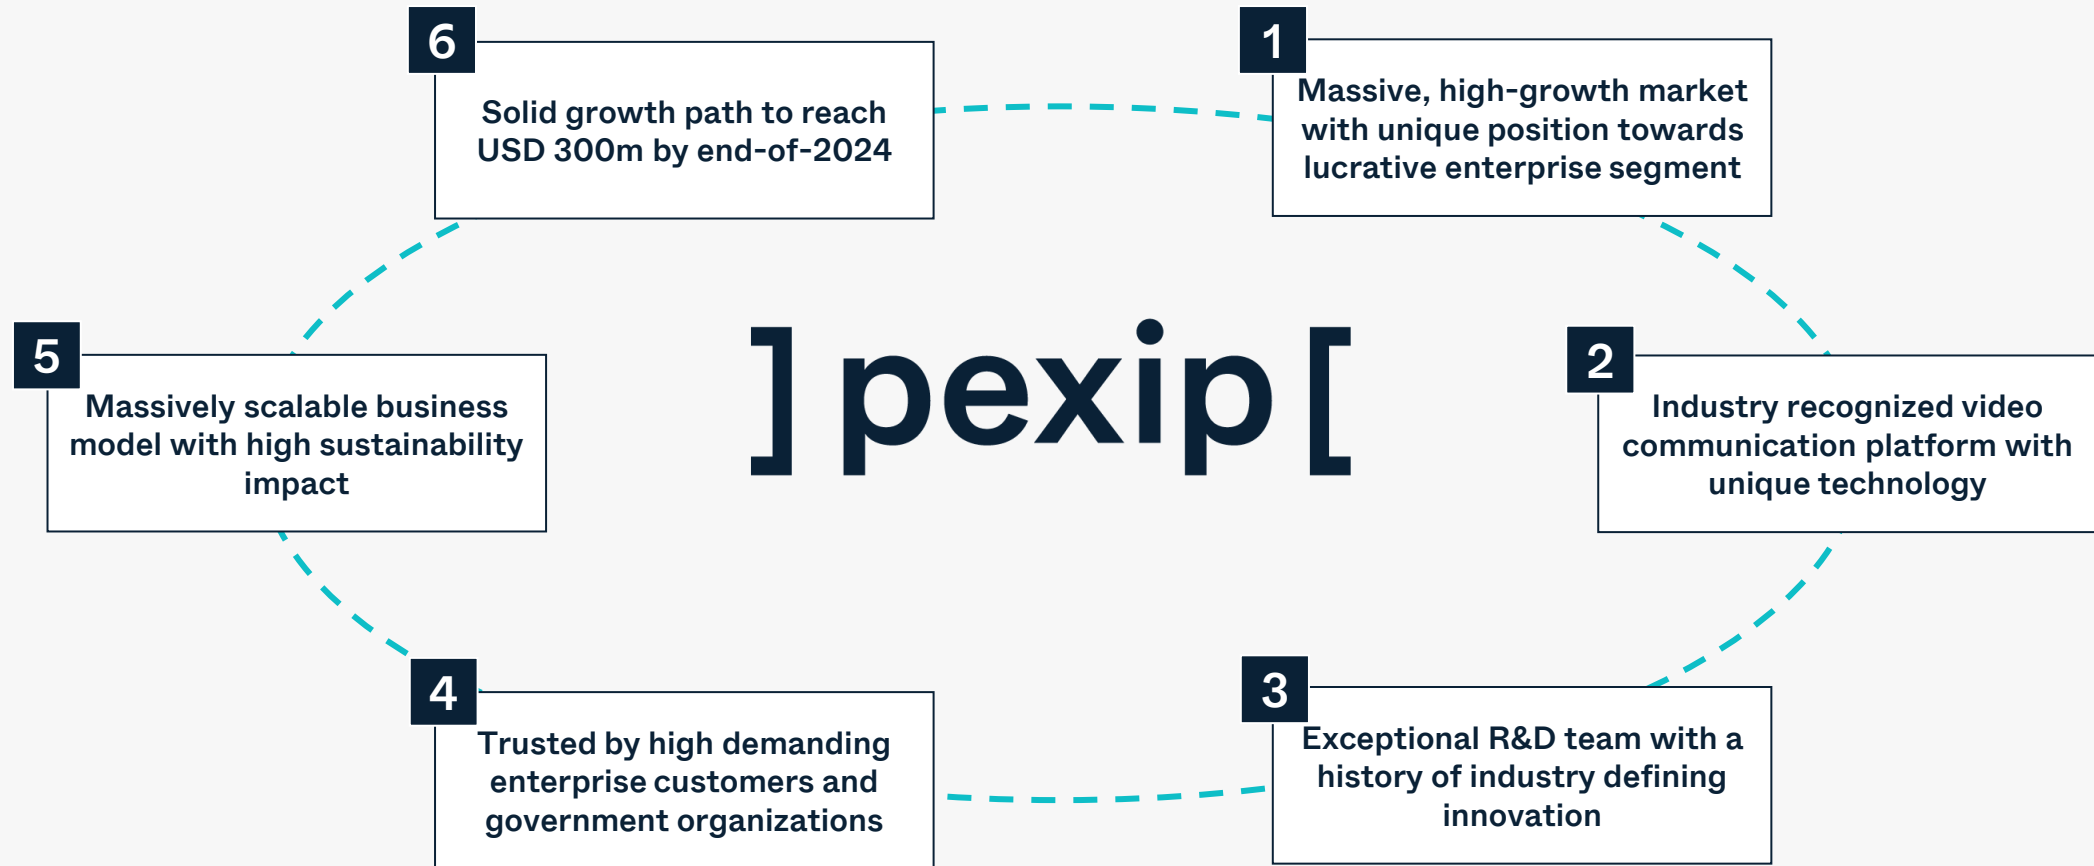 6
Solid growth path to reach
USD 300m by end-of-2024
1
Massive, high-growth market
with unique position towards
lucrative enterprise segment
5
Massively scalable business
model with high sustainability
impact
]pexip[
2
Industry recognized video
communication platform with
unique technology
4
Trusted by high demanding
enterprise customers and
government organizations
3
Exceptional R&D team with a
history of industry defining
innovation